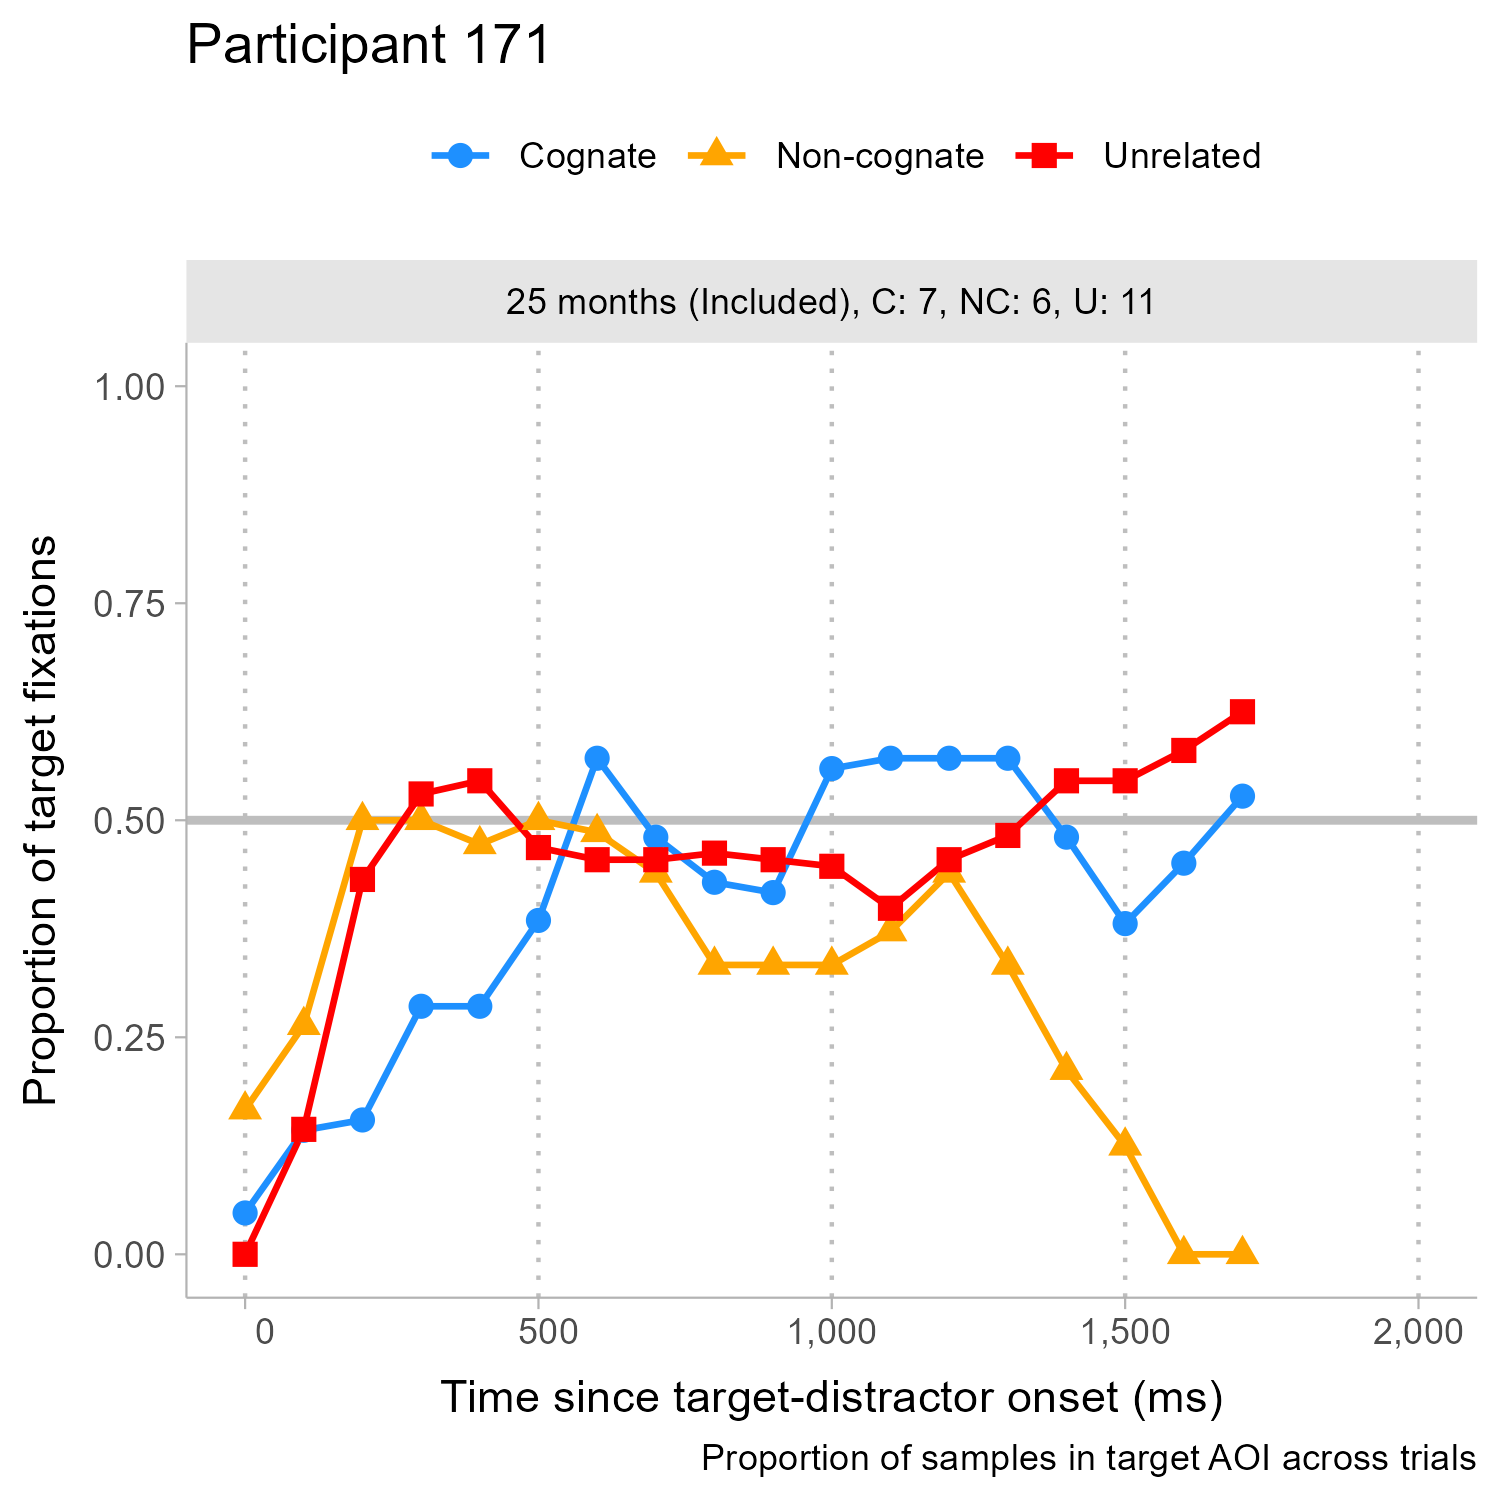 Participant 171
Cognate Non-cognate Unrelated
25 months (Included), C: 7, NC: 6, U: 11
1.00
0.75
0.50
0.25
0.00
Proportion of target fixations
0 500 1,000 1,500 2,000
Time since target-distractor onset (ms)
Proportion of samples in target AOI across trials